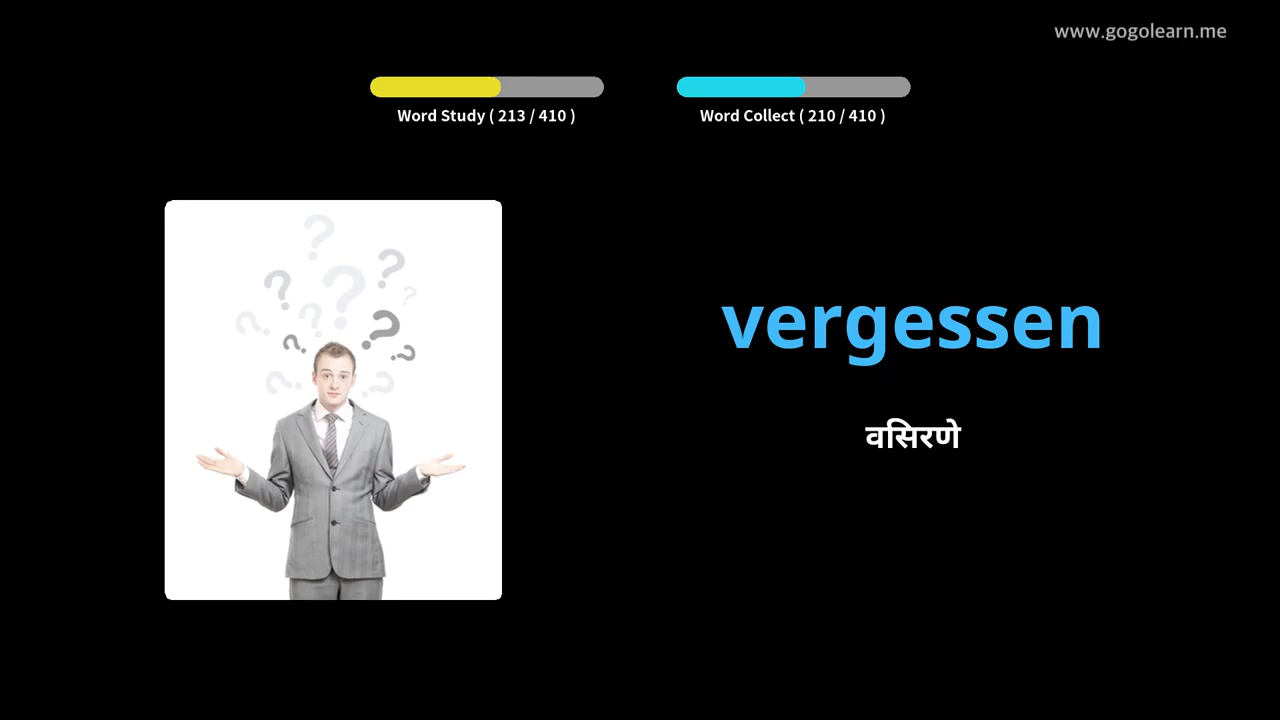 www.gogolearn.me
Word Study ( 213 / 410 )
Word Collect ( 210 / 410 )
vergessen
वसिरणे